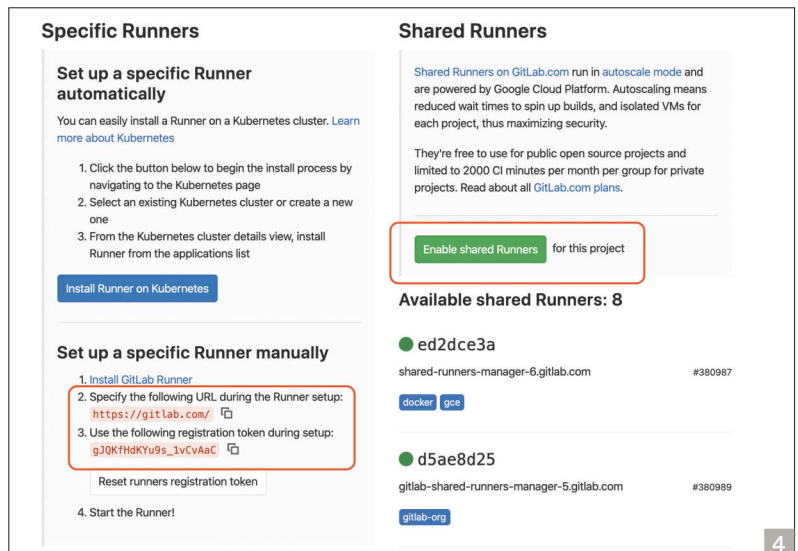 Specific Runners
Set up a specific Runner
automatically
You can easily install a Runner on a Kubernetes cluster. Learn
more about Kubernetes
1. Click the button below to begin the install process by
navigating to the Kubernetes page
2. Select an existing Kubernetes cluster or create a new
one
3. From the Kubernetes cluster details view, install
Runner from the applications list
Install Runner on Kubernetes
Set up a specific Runner manually
1. Install GitLab Runner
2. Specify the following URL during the Runner setup:
https://gitlab.com/
3. Use the following registration token during setup:
gJQKfHdKYu9s_1vCvAaC
Reset runners registration token
4. Start the Runner!
Shared Runners
Shared Runners on GitLab.com run in autoscale mode and
are powered by Google Cloud Platform. Autoscaling means
reduced wait times to spin up builds, and isolated VMs for
each project, thus maximizing security.
They're free to use for public open source projects and
limited to 2000 CI minutes per month per group for private
projects. Read about all GitLab.com plans.
Enable shared Runners for this project
Available shared Runners: 8
ed2dce3a
shared-runners-manager-6.gitlab.com #380987
docker gce
d5ae8d25
gitlab-shared-runners-manager-5.gitlab.com #380989
gitlab-org
4